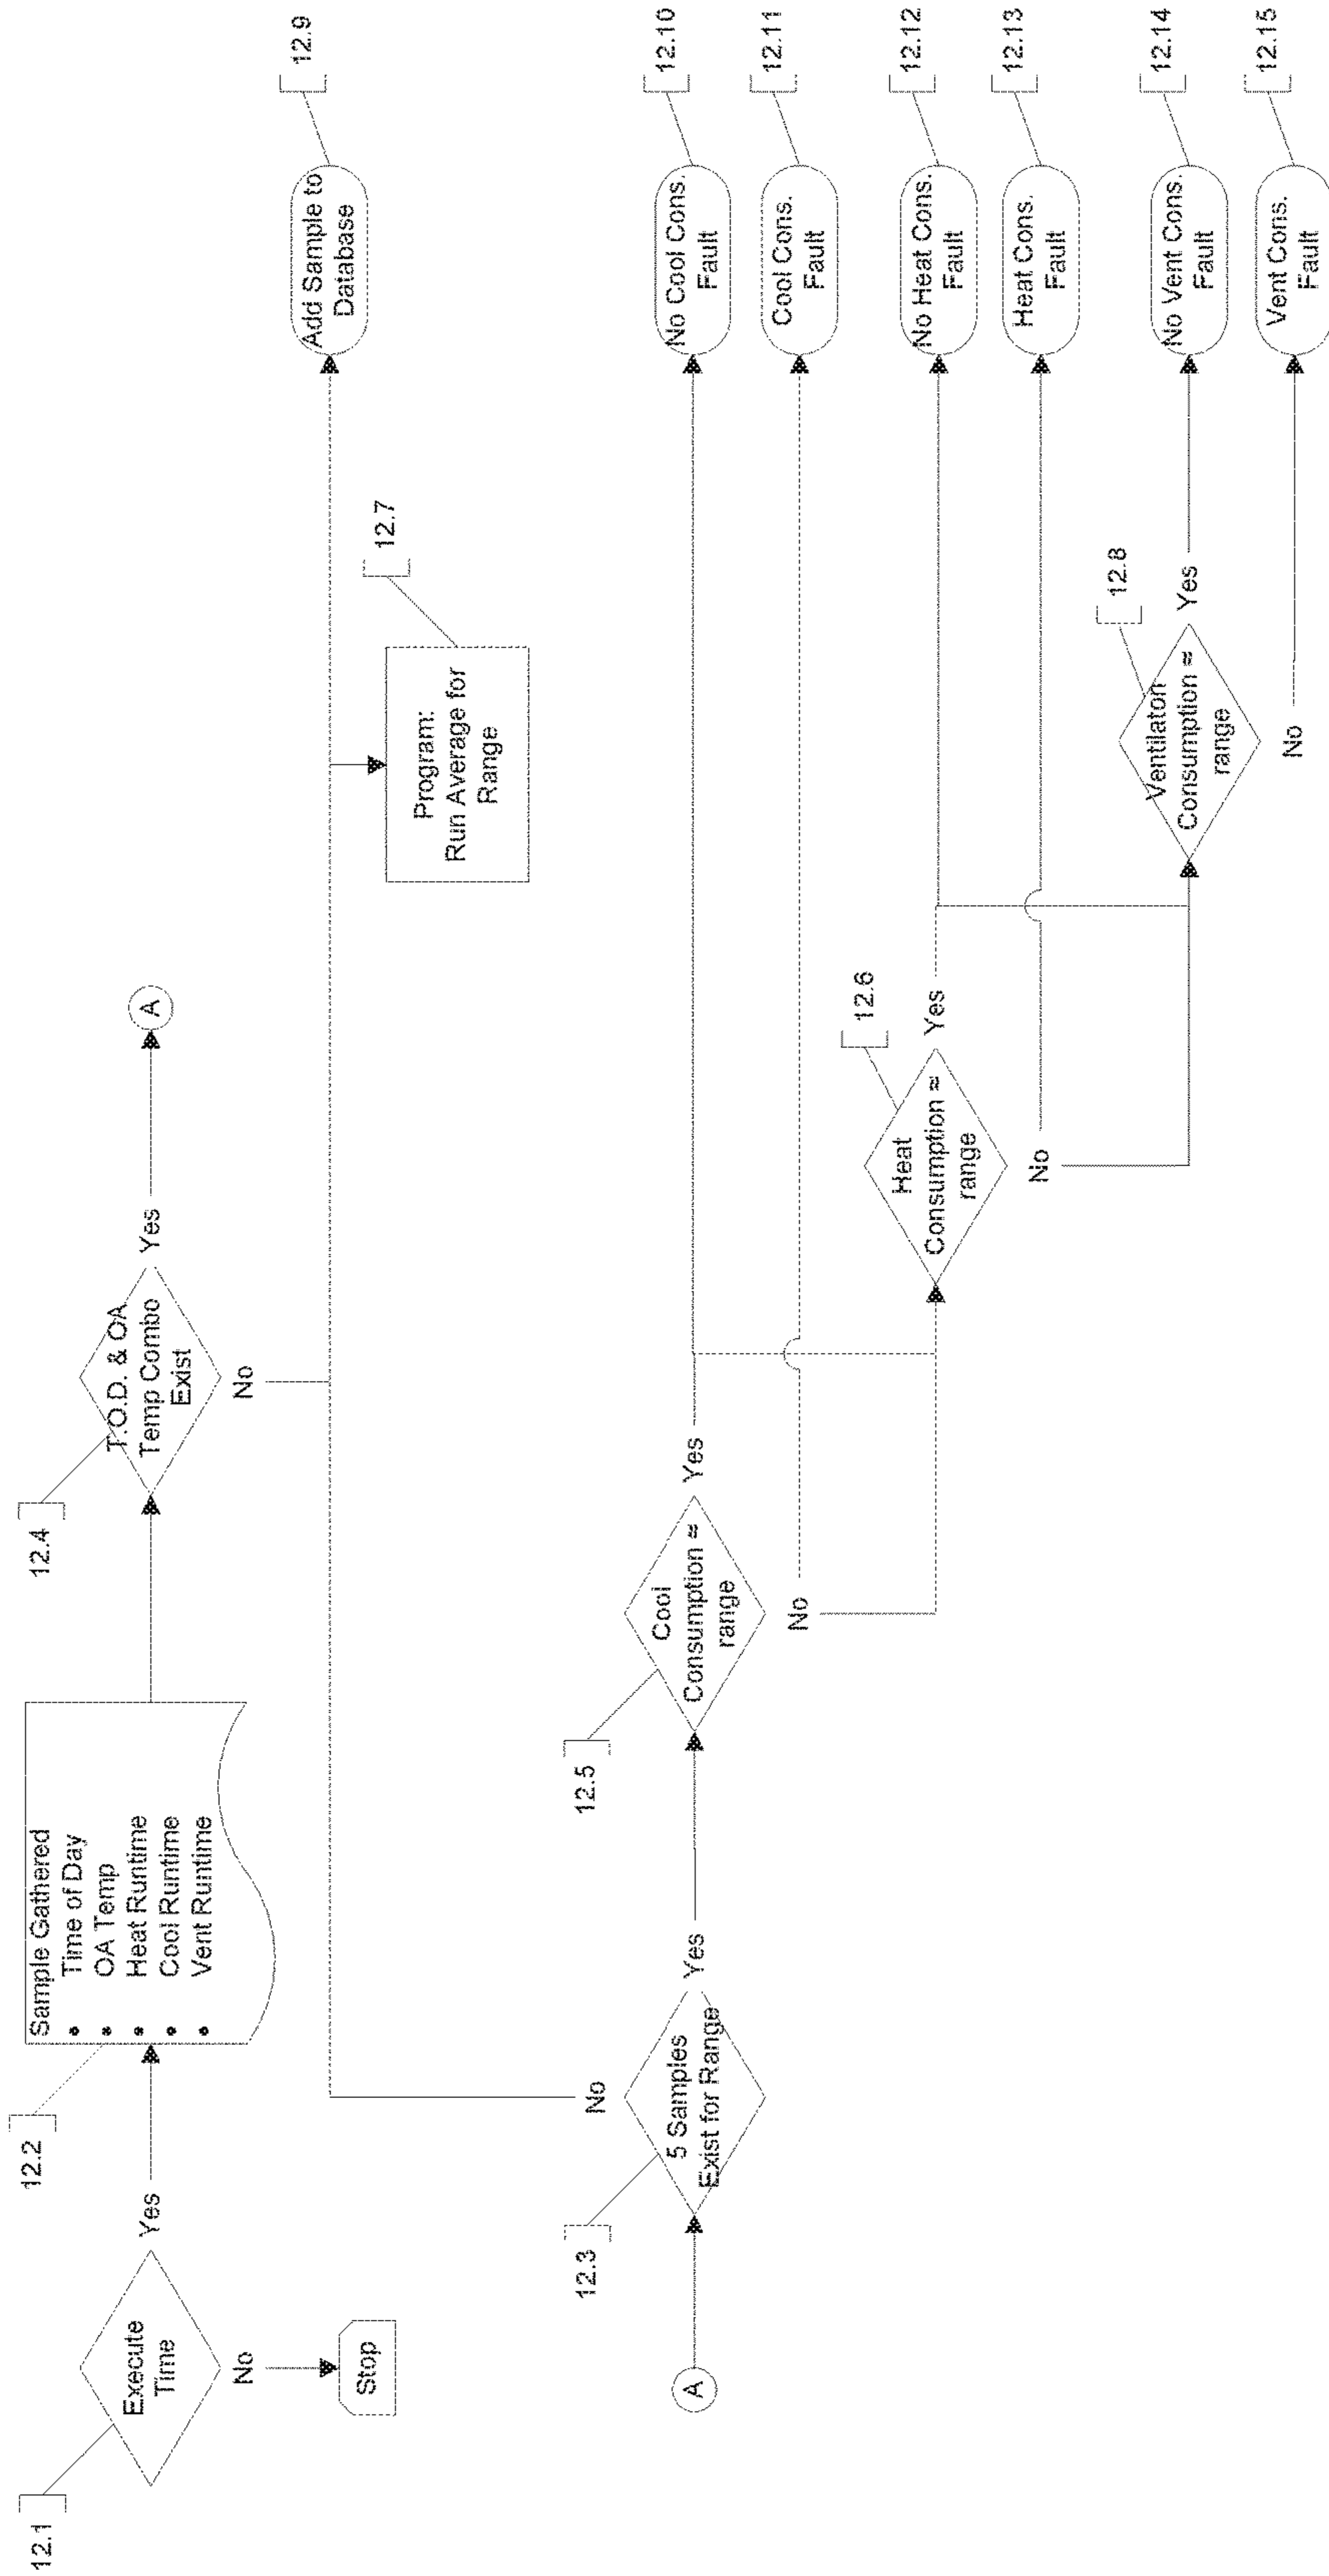 12.1
Execute
Time
Yes
No
Stop
12.2
Sample Gathered
• Time of Day
• OA Temp
• Heat Runtime
• Cool Runtime
• Vent Runtime
12.4
T.O.D. & OA
Temp Combo
Exist
Yes
A
No
Add Sample to
Database
12.9
Program:
Run Average for
Range
12.7
A
12.3
5 Samples
Exist for Range
No
Yes
12.5
Cool
Consumption ≈
range
Yes
No
No Cool Cons.
Fault
12.10
Cool Cons.
Fault
12.11
12.6
Heat
Consumption ≈
range
Yes
No
No Heat Cons.
Fault
12.12
Heat Cons.
Fault
12.13
12.8
Ventilaton
Consumption ≈
range
Yes
No
No Vent Cons.
Fault
12.14
Vent Cons.
Fault
12.15